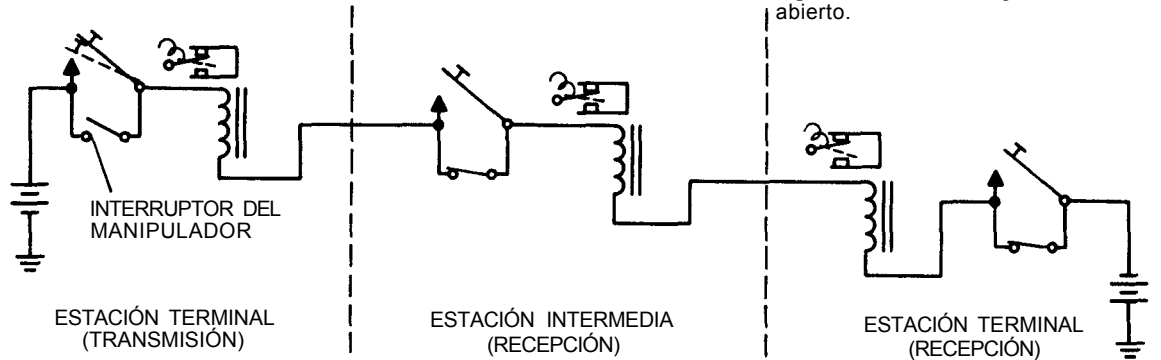 abierto.
INTERRUPTOR DEL
MANIPULADOR
ESTACIÓN TERMINAL
(TRANSMISIÓN)
ESTACIÓN INTERMEDIA
(RECEPCIÓN)
ESTACIÓN TERMINAL
(RECEPCIÓN)